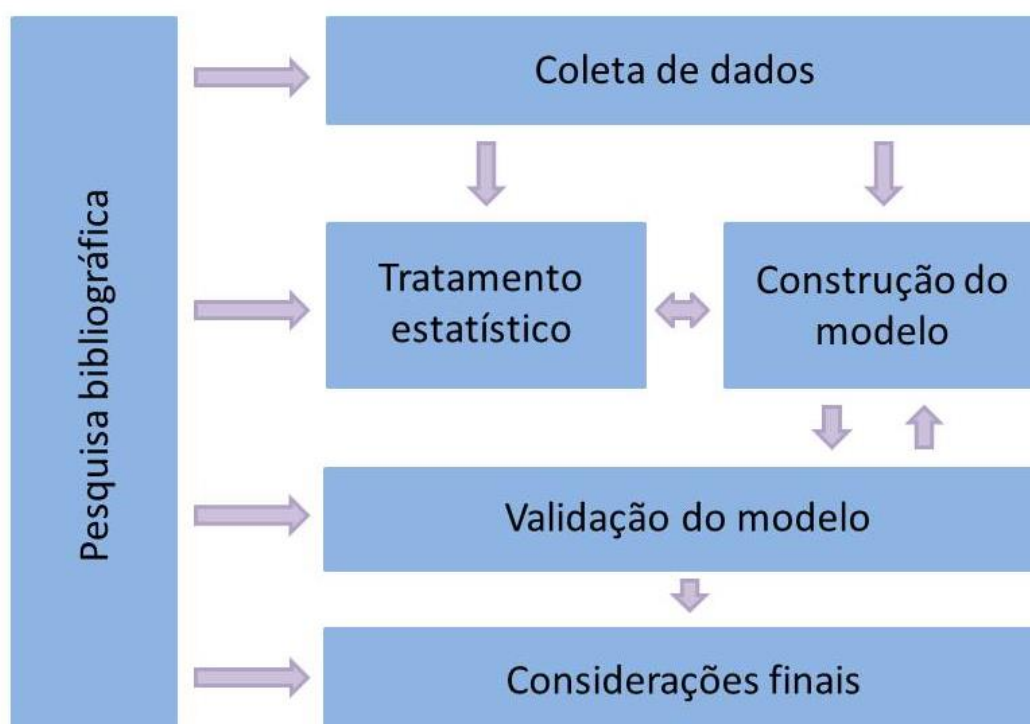 Pesquisa bibliográfica
Coleta de dados
Tratamento
estatístico
Construção do
modelo
Validação do modelo
Considerações finais